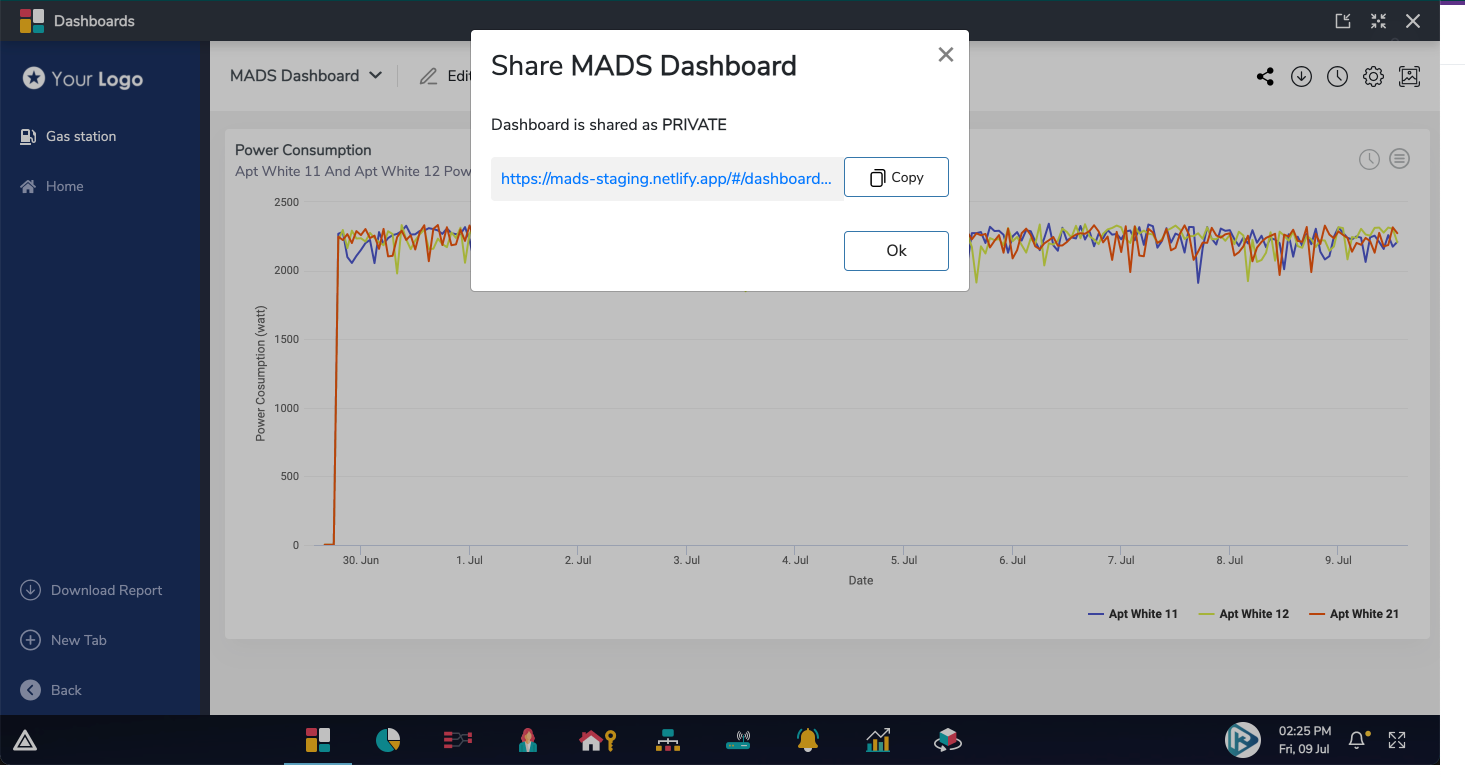 Dashboards
Your Logo
Gas station
Home
Download Report
New Tab
Back
MADS Dashboard
Share MADS Dashboard
Dashboard is shared as PRIVATE
https://mads-staging.netlify.app/#/dashboard...
Copy
Ok
Power Consumption
Apt White 11 And Apt White 12
2500
2000
1500
1000
500
0
Power Cosumption (watt)
30. Jun
1. Jul
2. Jul
3. Jul
4. Jul
5. Jul
6. Jul
7. Jul
8. Jul
9. Jul
Date
Apt White 11
Apt White 12
Apt White 21
02:25 PM
Fri, 09 Jul